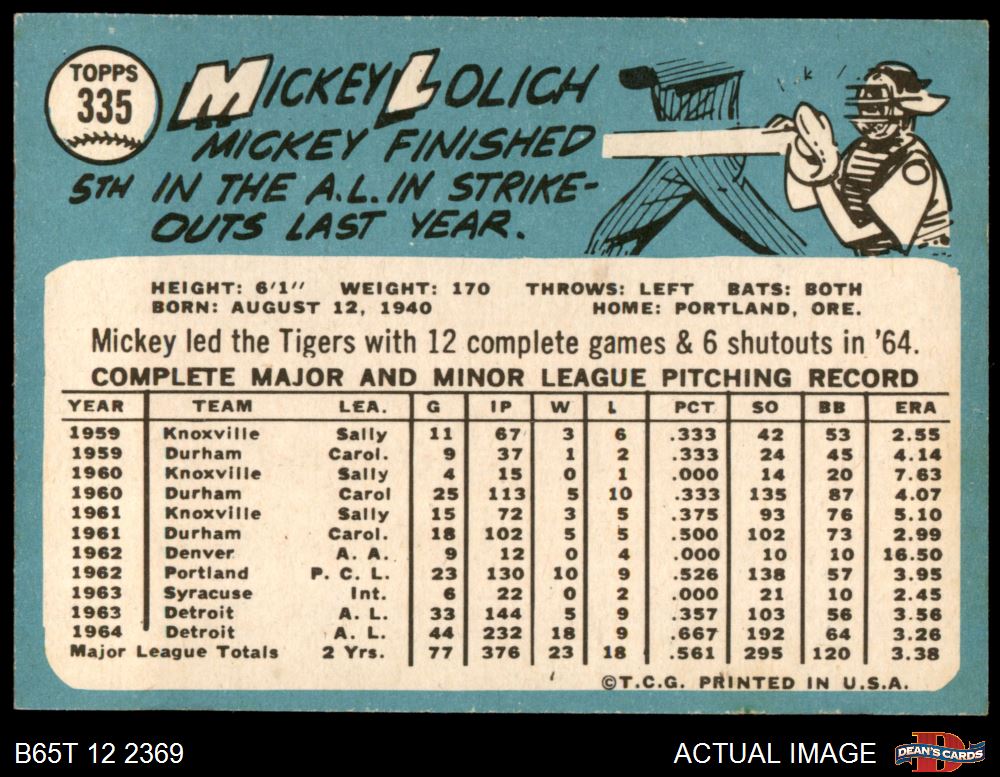 TOPPS
335
MICKEY LOLICH
MICKEY FINISHED
5TH IN THE A.L. IN STRIKE-
OUTS LAST YEAR.
HEIGHT: 6'1" WEIGHT: 170 THROWS: LEFT BATS: BOTH
BORN: AUGUST 12, 1940 HOME: PORTLAND, ORE.
Mickey led the Tigers with 12 complete games & 6 shutouts in '64.
COMPLETE MAJOR AND MINOR LEAGUE PITCHING RECORD
YEAR TEAM LEA. G IP W L PCT SO BB ERA
1959 Knoxville Sally 11 67 3 6 .333 42 53 2.55
1959 Durham Carol. 9 37 1 2 .333 24 45 4.14
1960 Knoxville Sally 4 15 0 1 .000 14 20 7.63
1960 Durham Carol 25 113 5 10 .333 135 87 4.07
1961 Knoxville Sally 15 72 3 5 .375 93 76 5.10
1961 Durham Carol. 18 102 5 5 .500 102 73 2.99
1962 Denver A. A. 9 12 0 4 .000 10 10 16.50
1962 Portland P. C. L. 23 130 10 9 .526 138 57 3.95
1963 Syracuse Int. 6 22 0 2 .000 21 10 2.45
1963 Detroit A. L. 33 144 5 9 .357 103 56 3.56
1964 Detroit A. L. 44 232 18 9 .667 192 64 3.26
Major League Totals 2 Yrs. 77 376 23 18 .561 295 120 3.38
©T.C.G. PRINTED IN U.S.A.
B65T 12 2369
ACTUAL IMAGE
DEAN'S CARDS